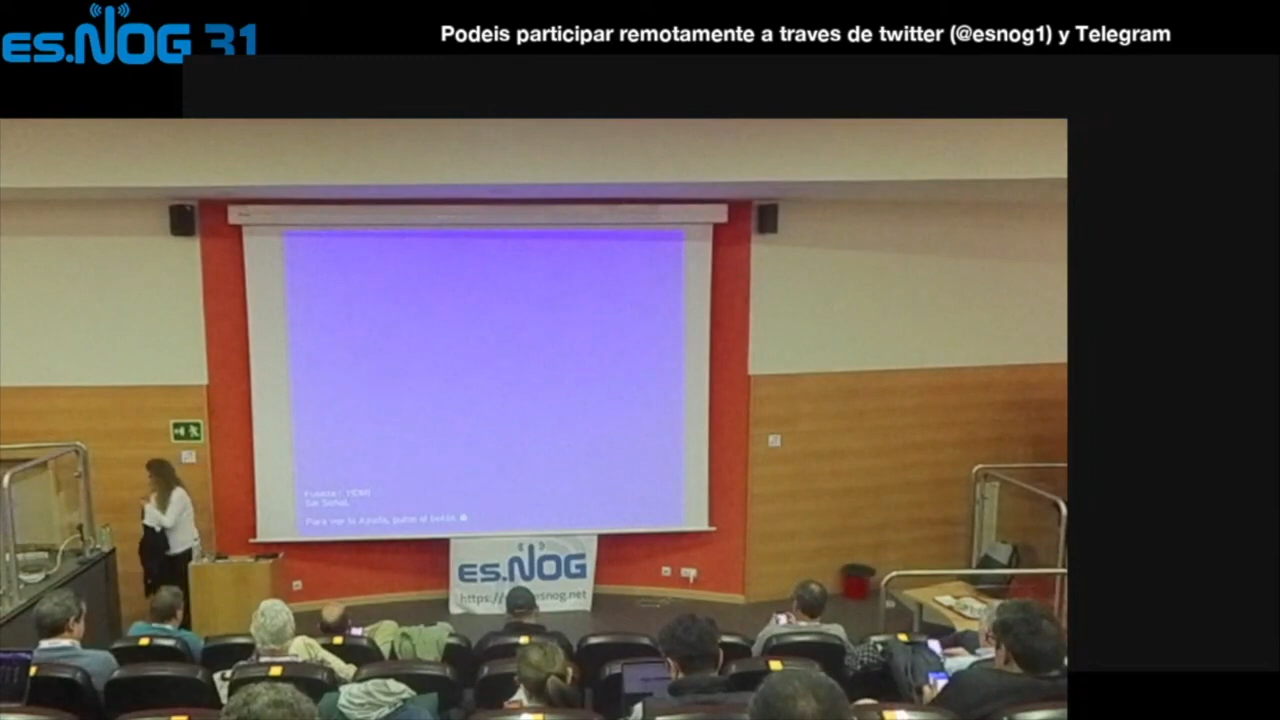 es.NOG 31
Podeis participar remotamente a traves de twitter (@esnog1) y Telegram
Fuente: HDMI
Sin Señal.
Para ver la Ayuda, pulse el botón
es.NOG
esnog.net